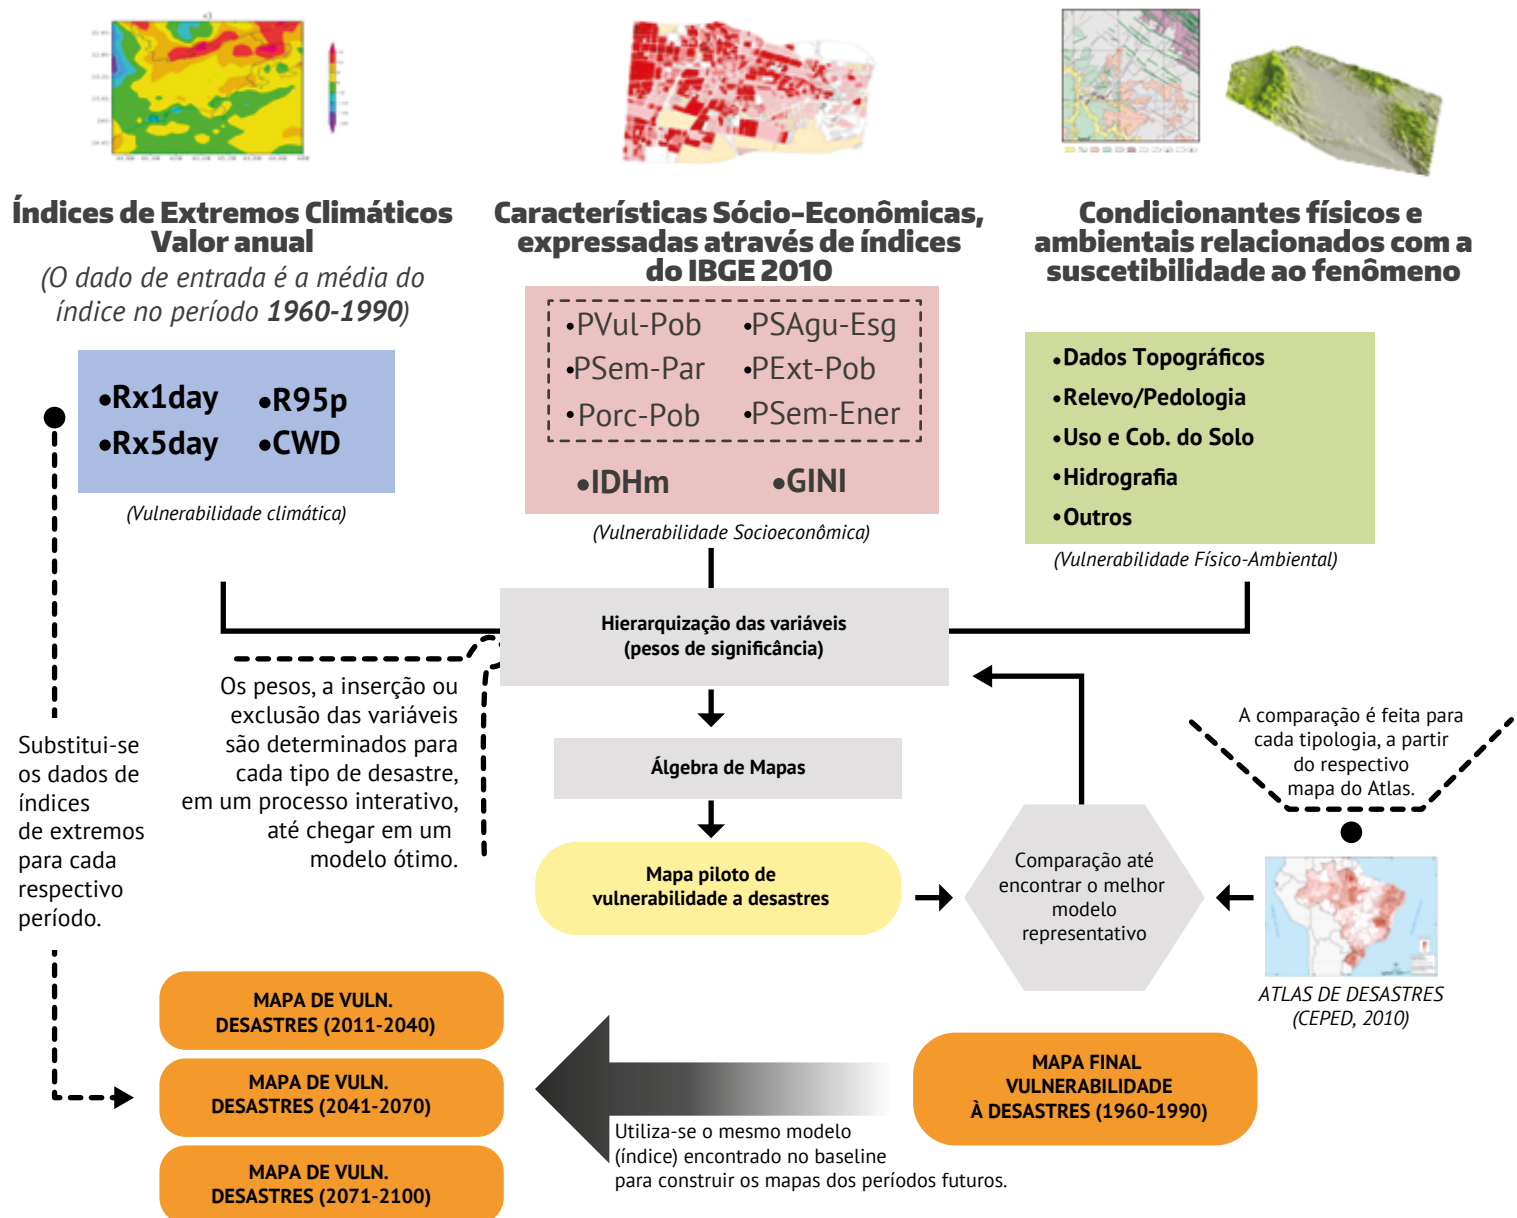 Índices de Extremos Climáticos
Valor anual
(O dado de entrada é a média do
índice no período 1960-1990)
•Rx1day •R95p
•Rx5day •CWD
(Vulnerabilidade climática)
Características Sócio-Econômicas,
expressadas através de índices
do IBGE 2010
•PVul-Pob •PSAgu-Esg
•PSem-Par •PExt-Pob
•Porc-Pob •PSem-Ener
•IDHm •GINI
(Vulnerabilidade Socioeconômica)
Condicionantes físicos e
ambientais relacionados com a
suscetibilidade ao fenômeno
•Dados Topográficos
•Relevo/Pedologia
•Uso e Cob. do Solo
•Hidrografia
•Outros
(Vulnerabilidade Físico-Ambiental)
Hierarquização das variáveis
(pesos de significância)
Os pesos, a inserção ou
exclusão das variáveis
são determinados para
cada tipo de desastre,
em um processo interativo,
até chegar em um
modelo ótimo.
Substitui-se
os dados de
índices
de extremos
para cada
respectivo
período.
Álgebra de Mapas
Mapa piloto de
vulnerabilidade a desastres
Comparação até
encontrar o melhor
modelo
representativo
A comparação é feita para
cada tipologia, a partir
do respectivo
mapa do Atlas.
ATLAS DE DESASTRES
(CEPED, 2010)
MAPA FINAL
VULNERABILIDADE
À DESASTRES (1960-1990)
Utiliza-se o mesmo modelo
(índice) encontrado no baseline
para construir os mapas dos períodos futuros.
MAPA DE VULN.
DESASTRES (2011-2040)
MAPA DE VULN.
DESASTRES (2041-2070)
MAPA DE VULN.
DESASTRES (2071-2100)